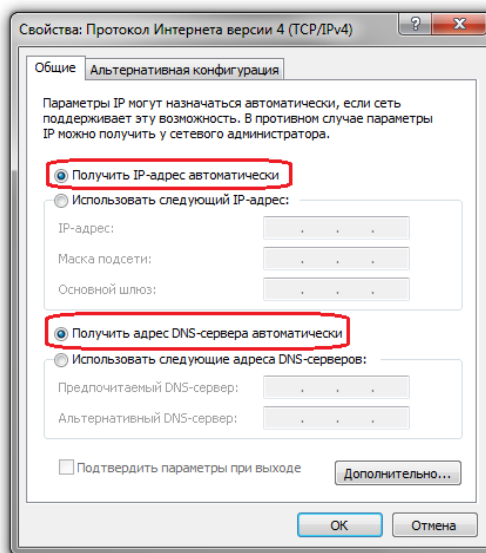 Свойства: Протокол Интернета версии 4 (TCP/IPv4)
Общие
Альтернативная конфигурация
Параметры IP могут назначаться автоматически, если сеть
поддерживает эту возможность. В противном случае параметры
IP можно получить у сетевого администратора.
Получить IP-адрес автоматически
Использовать следующий IP-адрес:
IP-адрес:
Маска подсети:
Основной шлюз:
Получить адрес DNS-сервера автоматически
Использовать следующие адреса DNS-серверов:
Предпочитаемый DNS-сервер:
Альтернативный DNS-сервер:
Подтвердить параметры при выходе
Дополнительно...
ОК
Отмена